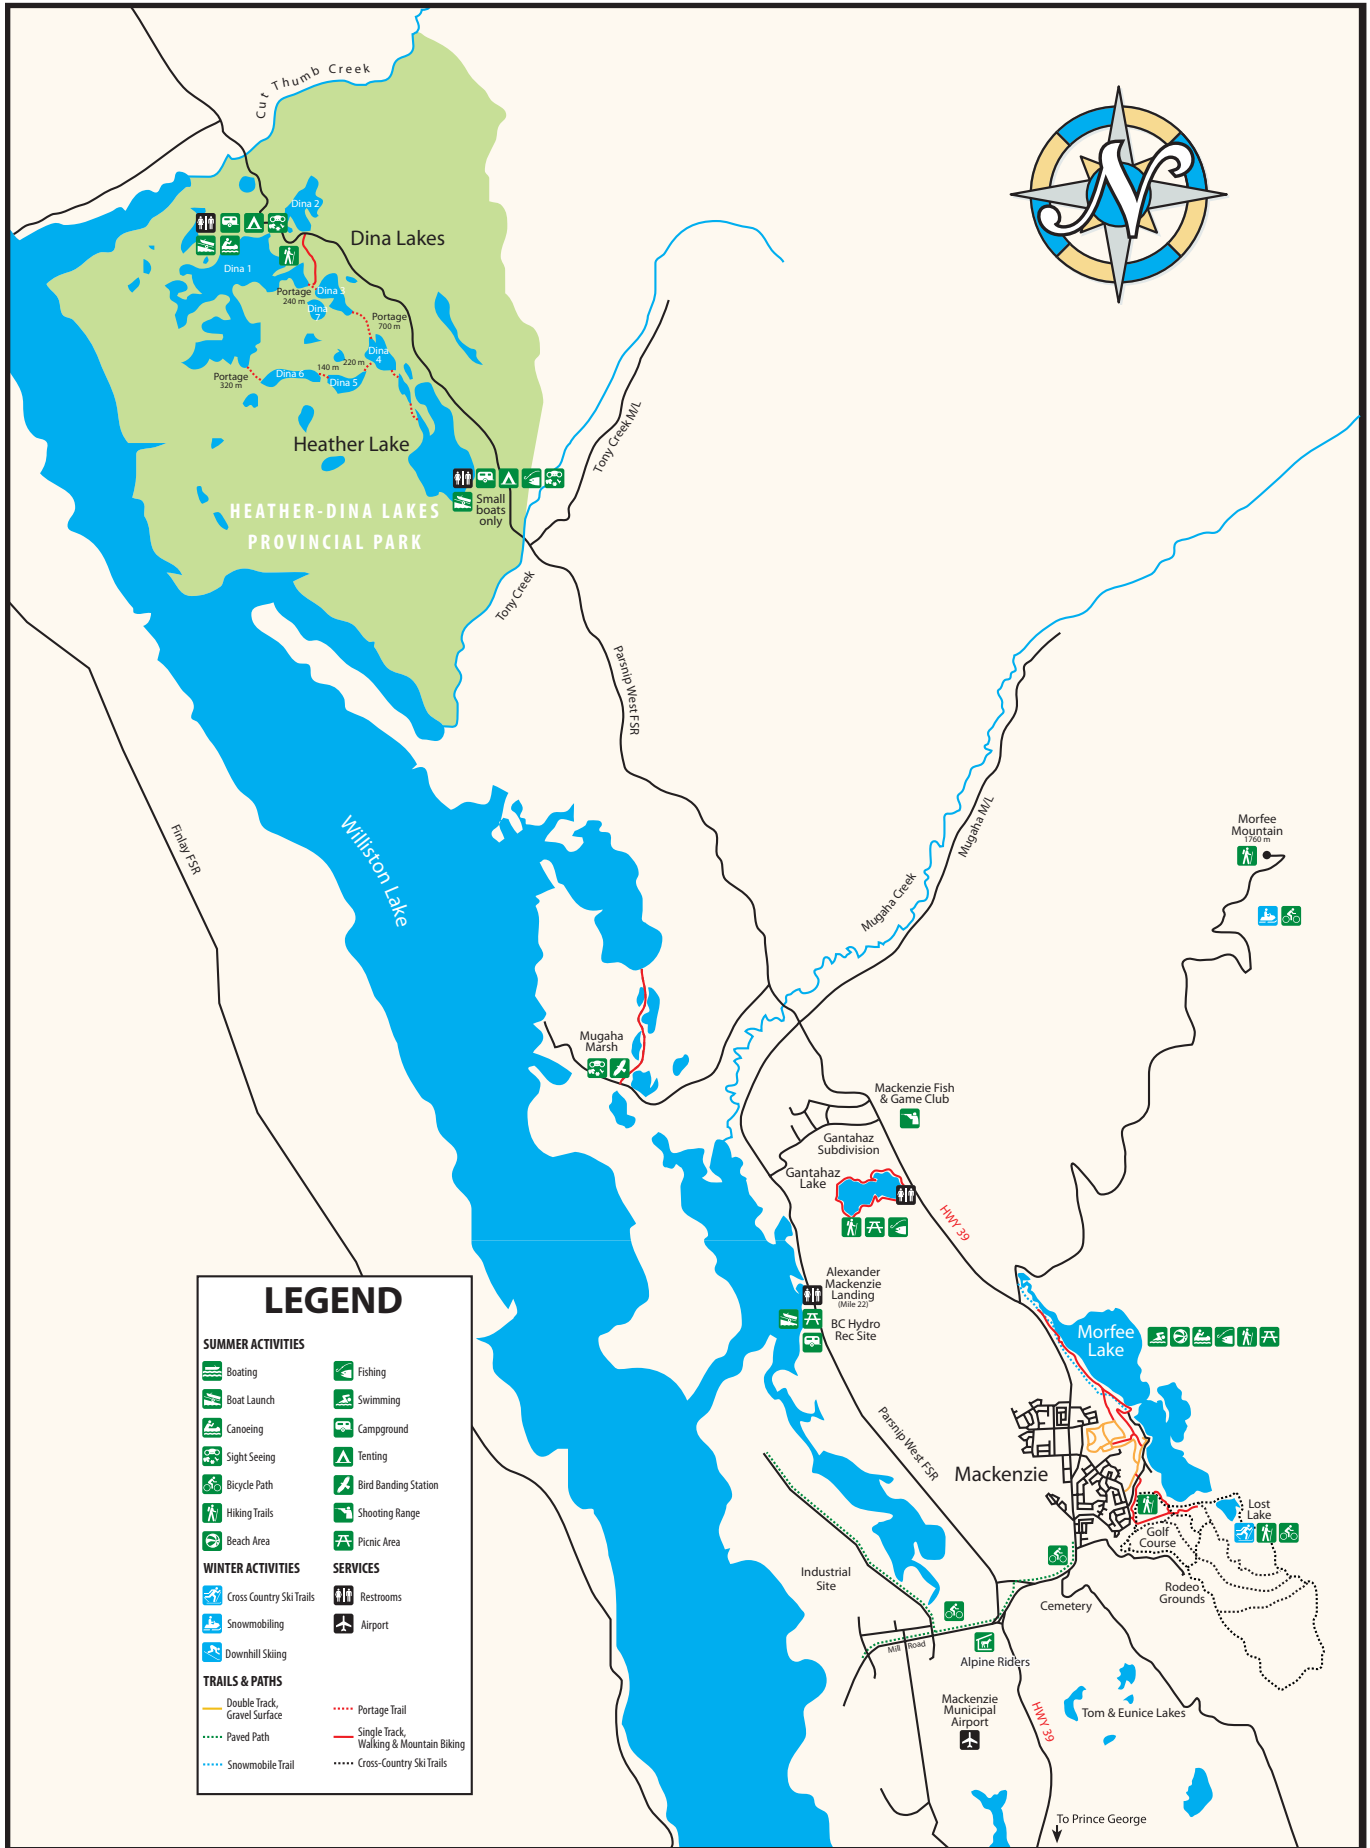 Cut Thumb Creek
N
Dina 2
Dina Lakes
Dina 1
Portage
240 m
Dina 3
Dina
7
Portage
700 m
Dina
4
220 m
140 m
Dina 6
Dina 5
Portage
320 m
Heather Lake
Tony Creek M/L
HEATHER-DINA LAKES
PROVINCIAL PARK
Small
boats
only
Tony Creek
Parsnip West FSR
Finlay FSR
Williston Lake
Mugaha M/L
Mugaha Creek
Morfee
Mountain
1760 m
Mugaha
Marsh
Mackenzie Fish
& Game Club
Gantahaz
Subdivision
Gantahaz
Lake
HWY 39
Alexander
Mackenzie
Landing
(Mile 22)
BC Hydro
Rec Site
Morfee
Lake
Parsnip West FSR
Mackenzie
Lost
Lake
Golf
Course
Rodeo
Grounds
Industrial
Site
Cemetery
Mill Road
Alpine Riders
Mackenzie
Municipal
Airport
HWY 39
Tom & Eunice Lakes
To Prince George
LEGEND
SUMMER ACTIVITIES
Boating
Fishing
Boat Launch
Swimming
Canoeing
Campground
Sight Seeing
Tenting
Bicycle Path
Bird Banding Station
Hiking Trails
Shooting Range
Beach Area
Picnic Area
WINTER ACTIVITIES
SERVICES
Cross Country Ski Trails
Restrooms
Snowmobiling
Airport
Downhill Skiing
TRAILS & PATHS
Double Track,
Gravel Surface
Portage Trail
Paved Path
Single Track,
Walking & Mountain Biking
Snowmobile Trail
Cross-Country Ski Trails